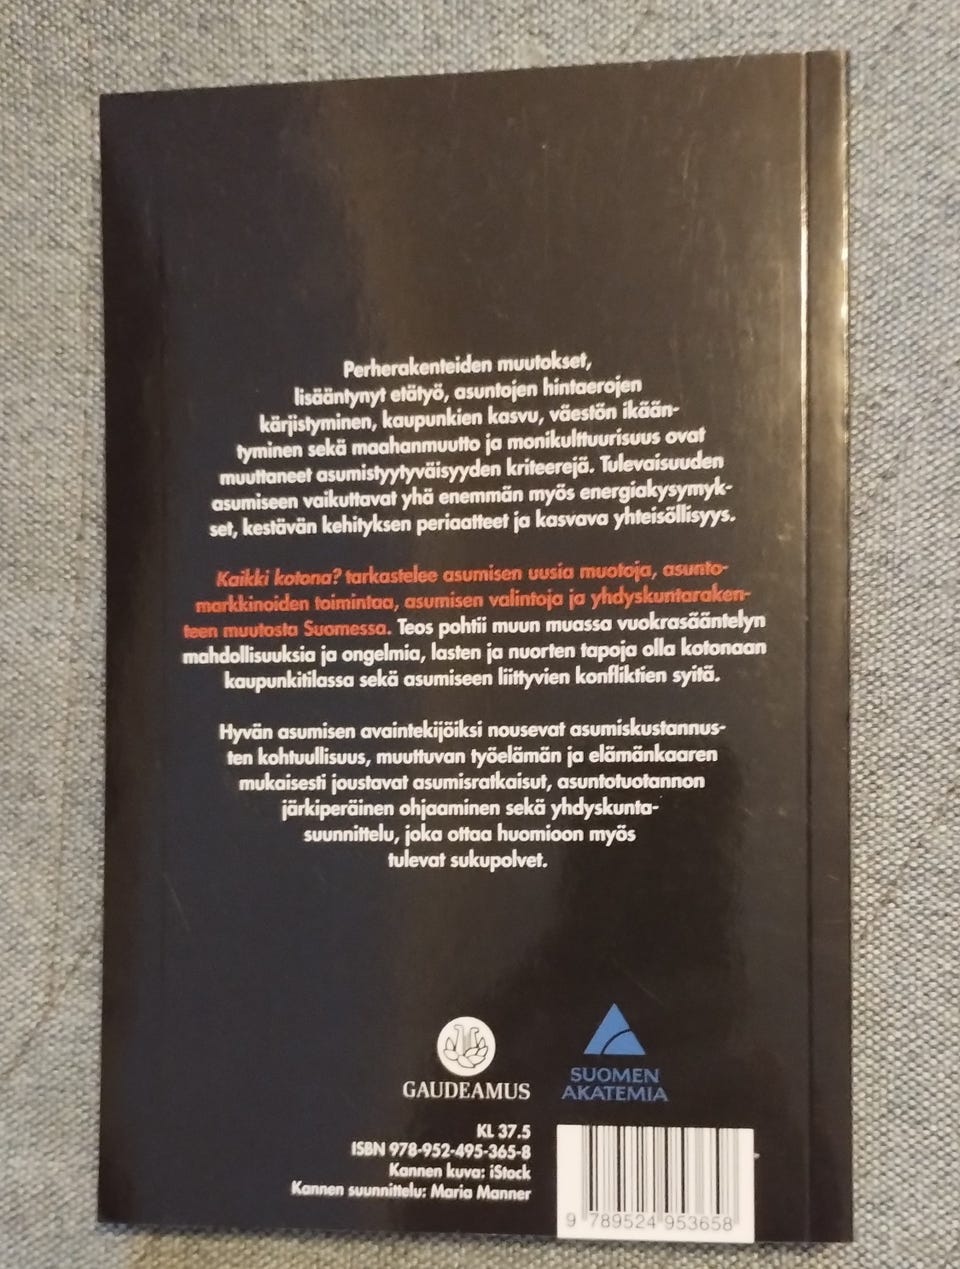 Perherakenteiden muutokset,
lisääntynyt etätyö, asuntojen hintaerojen
kärjistyminen, kaupunkien kasvu, väestön ikään-
tyminen sekä maahanmuutto ja monikulttuurisuus ovat
muuttaneet asumistyytyväisyyden kriteerejä. Tulevaisuuden
asumiseen vaikuttavat yhä enemmän myös energiakysymyk-
set, kestävän kehityksen periaatteet ja kasvava yhteisöllisyys.
Kaikki kotona? tarkastelee asumisen uusia muotoja, asunto-
markkinoiden toimintaa, asumisen valintoja ja yhdyskuntaraken-
teen muutosta Suomessa. Teos pohtii muun muassa vuokrasääntelyn
mahdollisuuksia ja ongelmia, lasten ja nuorten tapoja olla kotonaan
kaupunkitilassa sekä asumiseen liittyvien konfliktien syitä.
Hyvän asumisen avaintekijöiksi nousevat asumiskustannus-
ten kohtuullisuus, muuttuvan työelämän ja elämänkaaren
mukaisesti joustavat asumisratkaisut, asuntotuotannon
järkiperäinen ohjaaminen sekä yhdyskunta-
suunnittelu, joka ottaa huomioon myös
tulevat sukupolvet.
GAUDEAMUS
SUOMEN
AKATEMIA
KL 37.5
ISBN 978-952-495-365-8
Kannen kuva: iStock
Kannen suunnittelu: Maria Manner
9 789524 953658